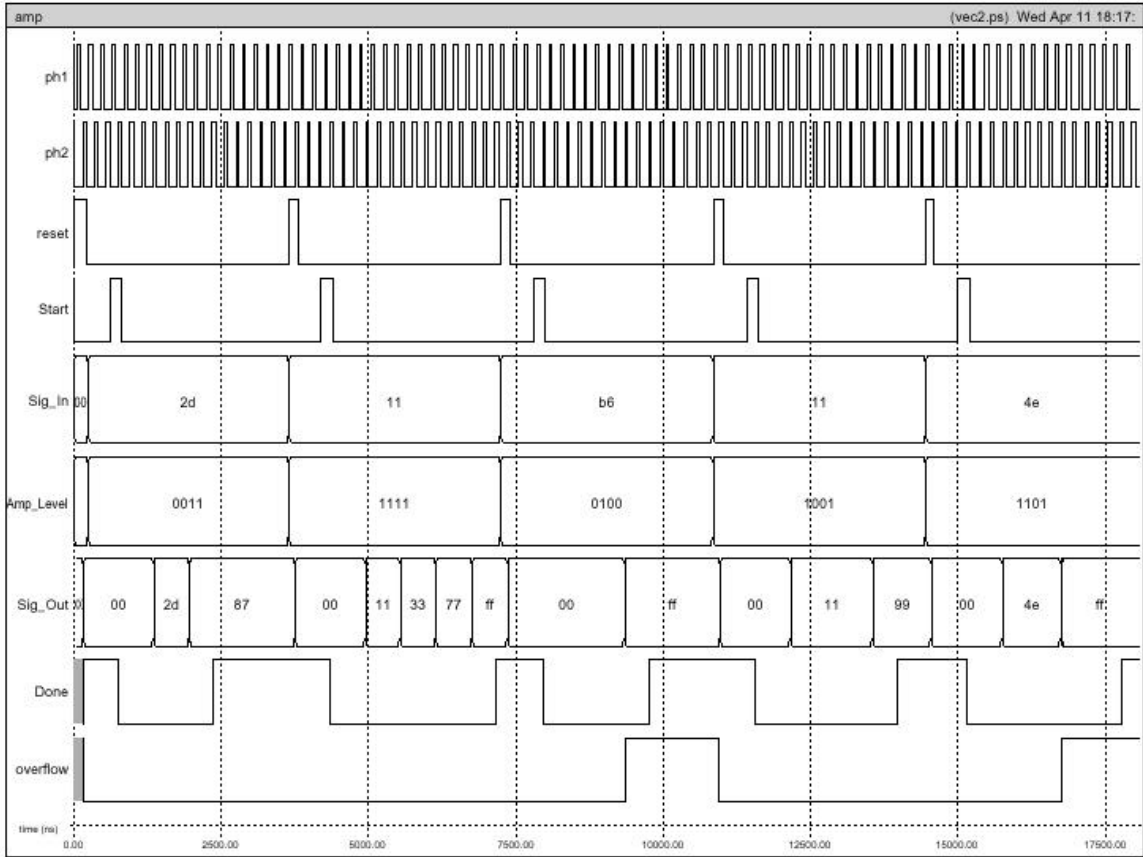 amp (vec2.ps) Wed Apr 11 18:17:
ph1
ph2
reset
Start
Sig_In 00 2d 11 b6 11 4e
Amp_Level 0011 1111 0100 1001 1101
Sig_Out 00 2d 87 00 11 33 77 ff 00 ff 00 11 99 00 4e ff
Done
overflow
time (ns)
0.00 2500.00 5000.00 7500.00 10000.00 12500.00 15000.00 17500.00